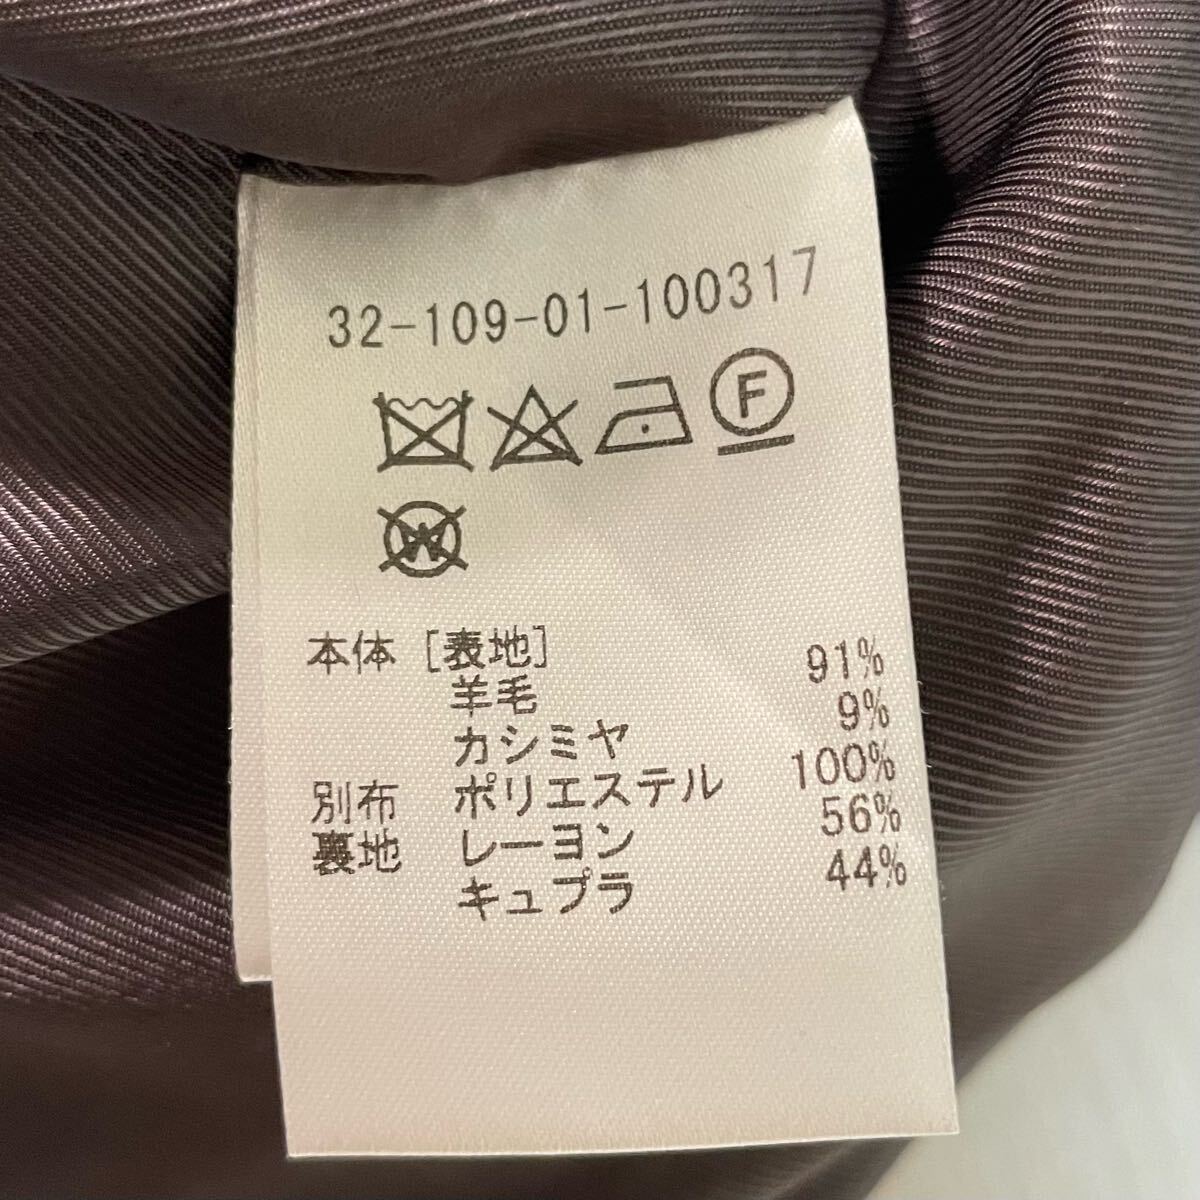 32-109-01-100317
F
W
本体 [表地]
羊毛 91%
カシミヤ 9%
別布 ポリエステル 100%
裏地 レーヨン 56%
キュプラ 44%